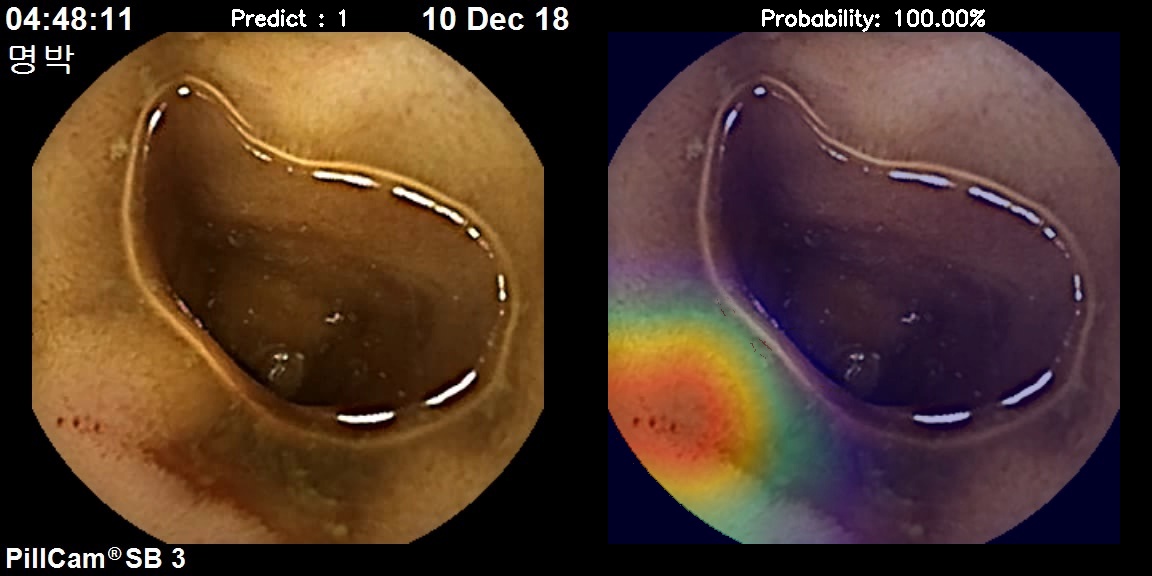 04:48:11
Predict : 1
10 Dec 18
Probability: 100.00%
명박
PillCam® SB 3